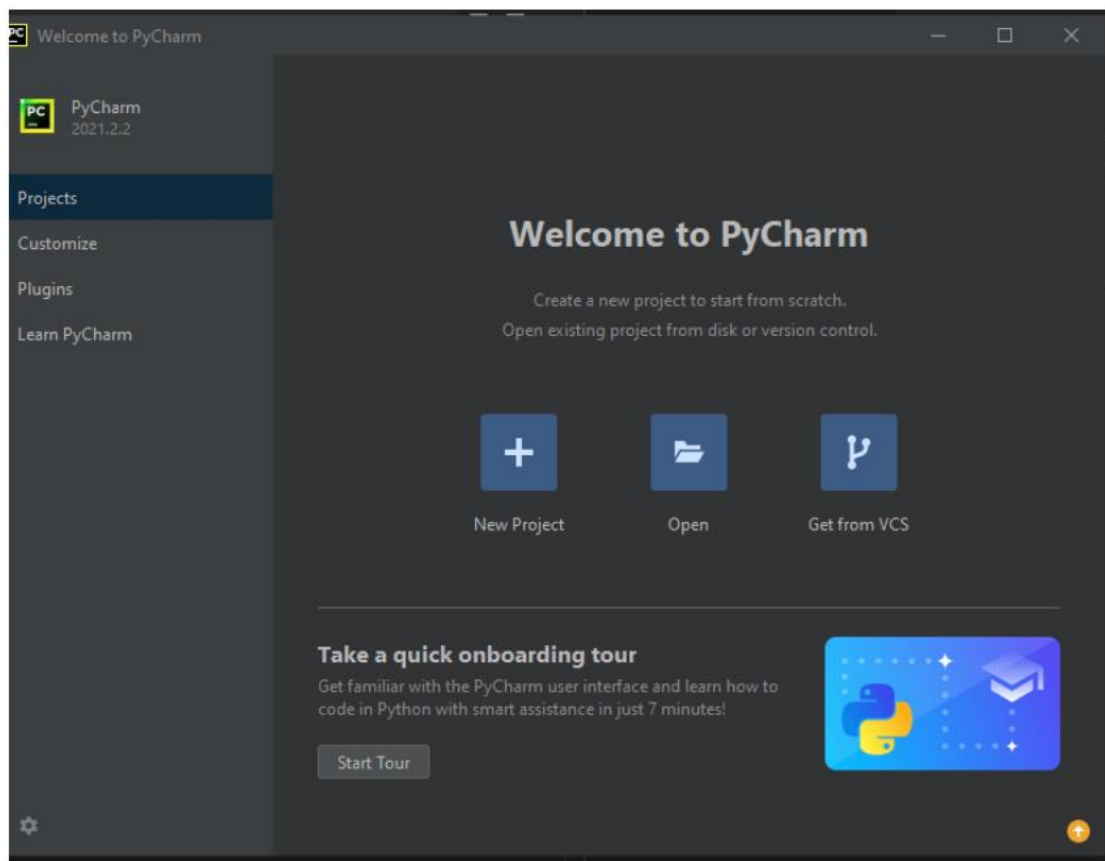 PC Welcome to PyCharm
PC PyCharm
2021.2.2
Projects
Customize
Plugins
Learn PyCharm
Welcome to PyCharm
Create a new project to start from scratch.
Open existing project from disk or version control.
New Project Open Get from VCS
Take a quick onboarding tour
Get familiar with the PyCharm user interface and learn how to
code in Python with smart assistance in just 7 minutes!
Start Tour